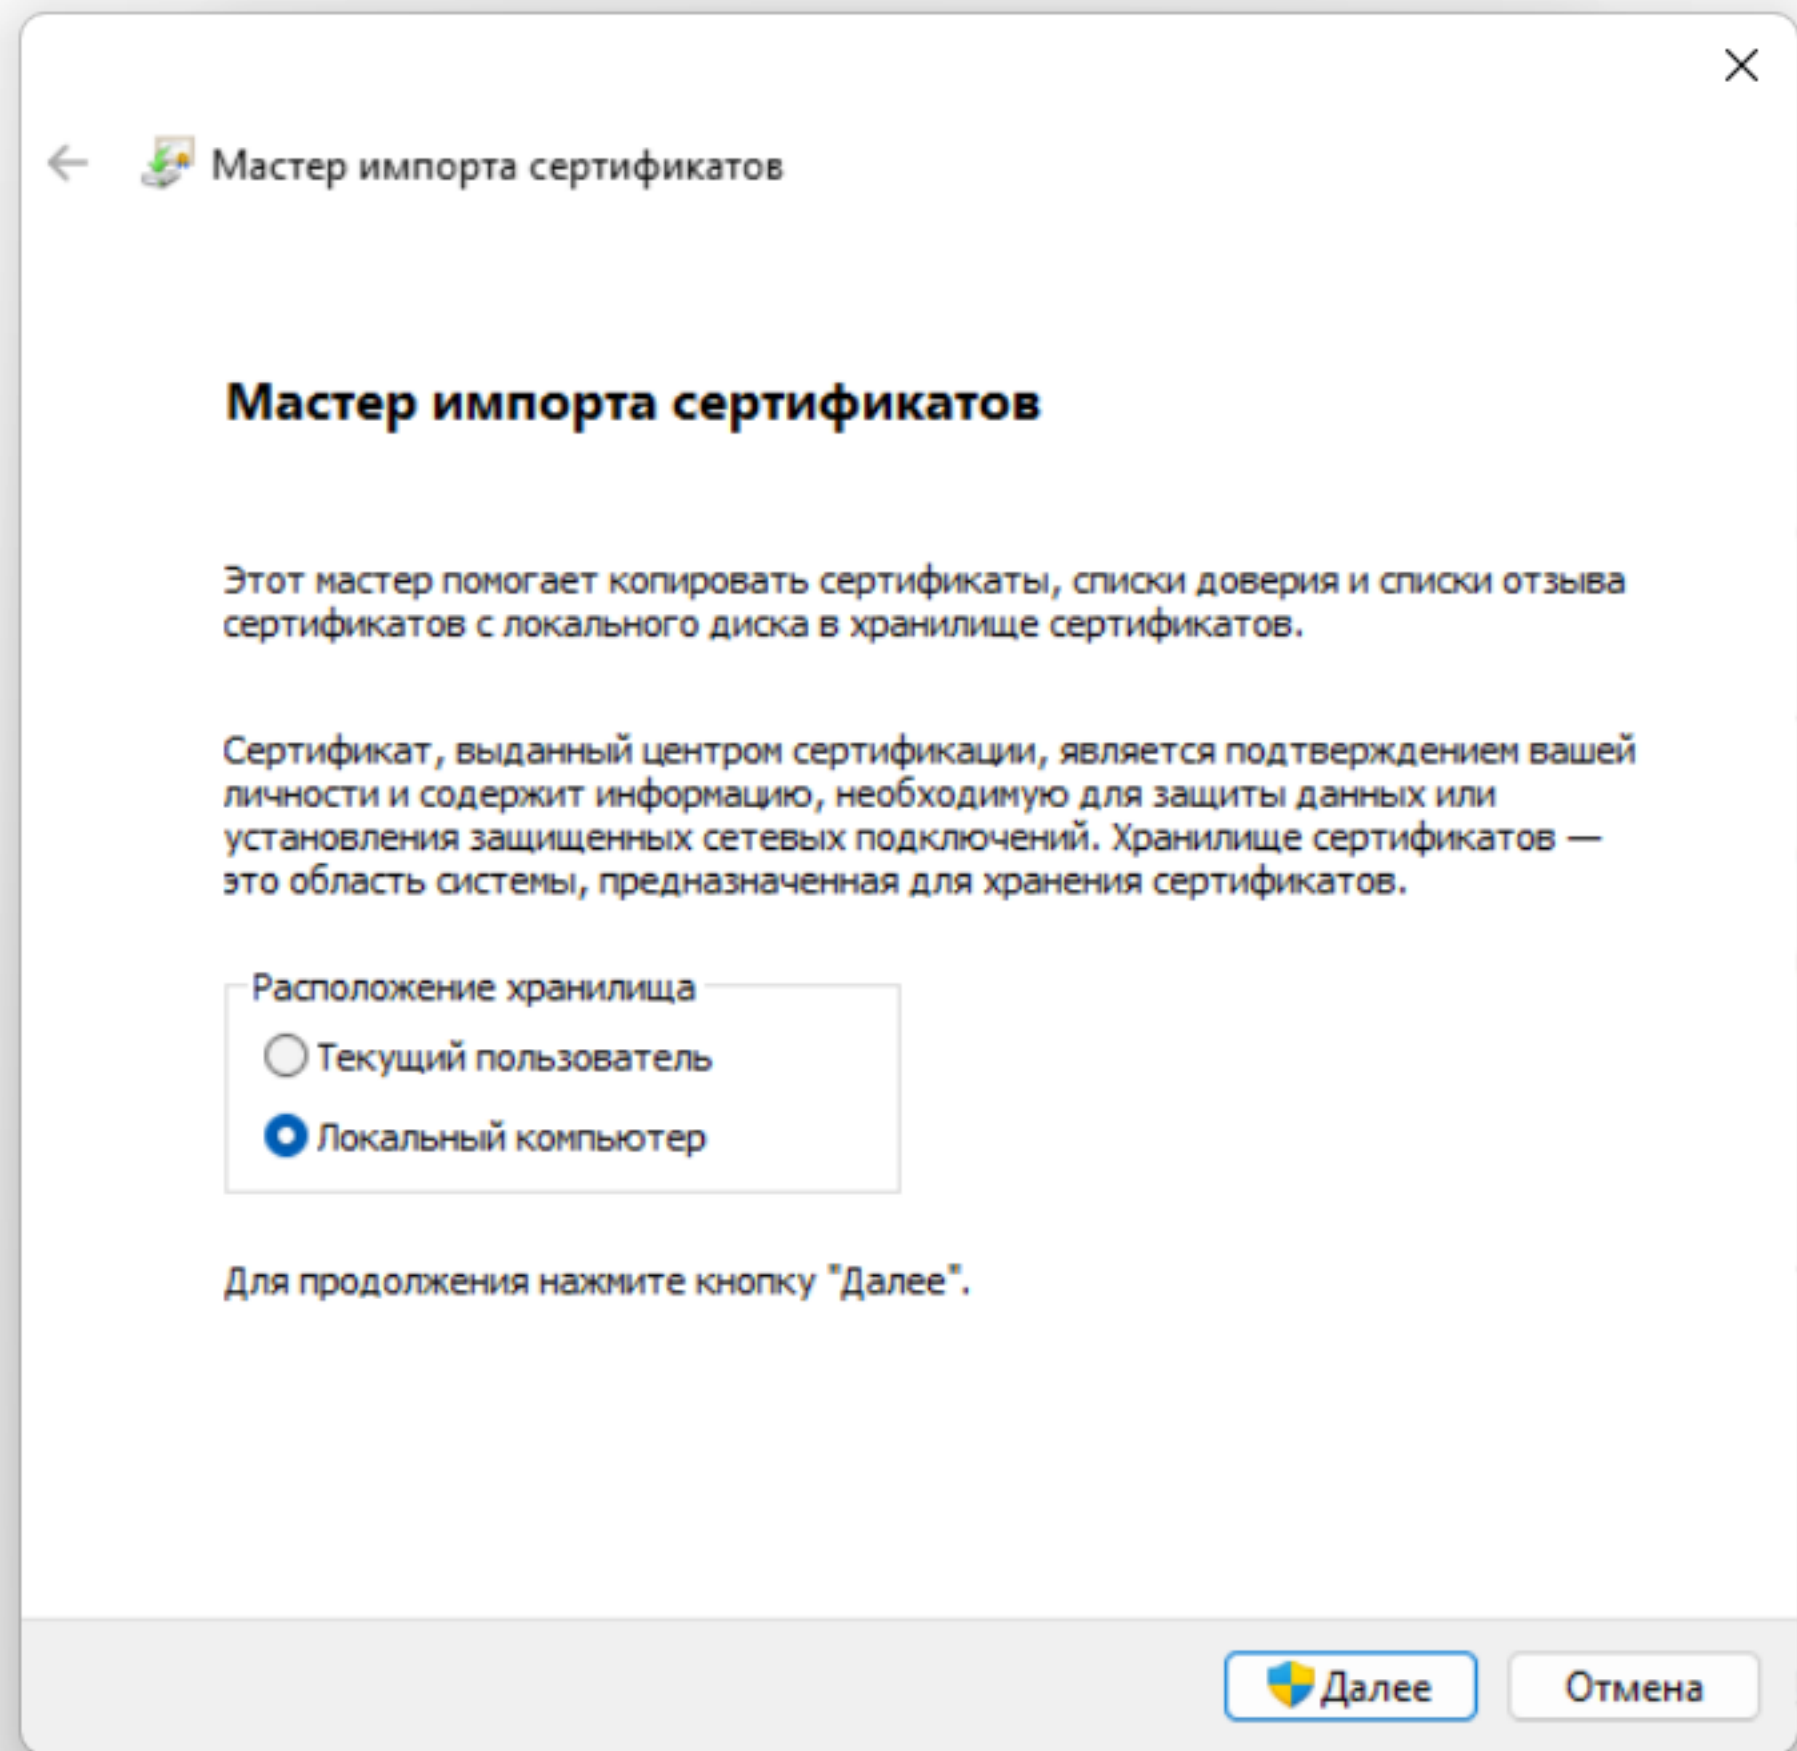 Мастер импорта сертификатов
Мастер импорта сертификатов
Этот мастер помогает копировать сертификаты, списки доверия и списки отзыва
сертификатов с локального диска в хранилище сертификатов.
Сертификат, выданный центром сертификации, является подтверждением вашей
личности и содержит информацию, необходимую для защиты данных или
установления защищенных сетевых подключений. Хранилище сертификатов —
это область системы, предназначенная для хранения сертификатов.
Расположение хранилища
Текущий пользователь
Локальный компьютер
Для продолжения нажмите кнопку "Далее".
Далее
Отмена